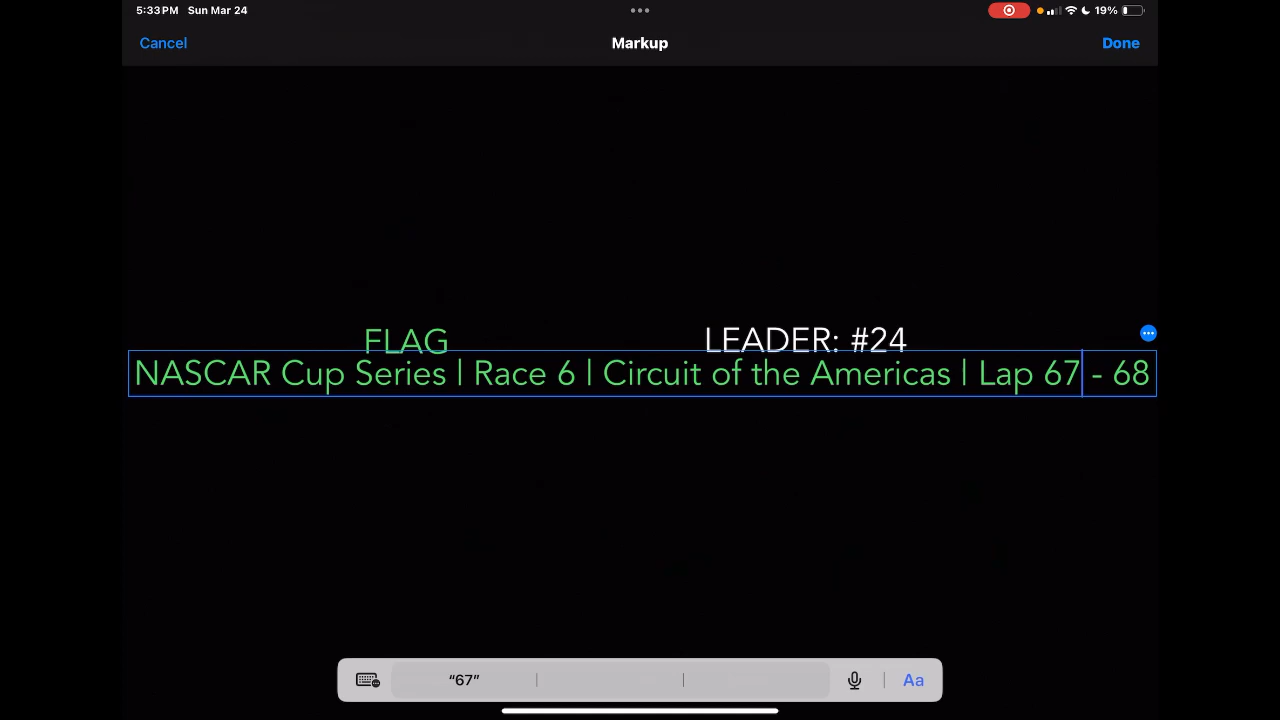 5:33 PM Sun Mar 24
19%
Cancel Markup Done
FLAG LEADER: #24
NASCAR Cup Series | Race 6 | Circuit of the Americas | Lap 67 - 68
“67” Aa